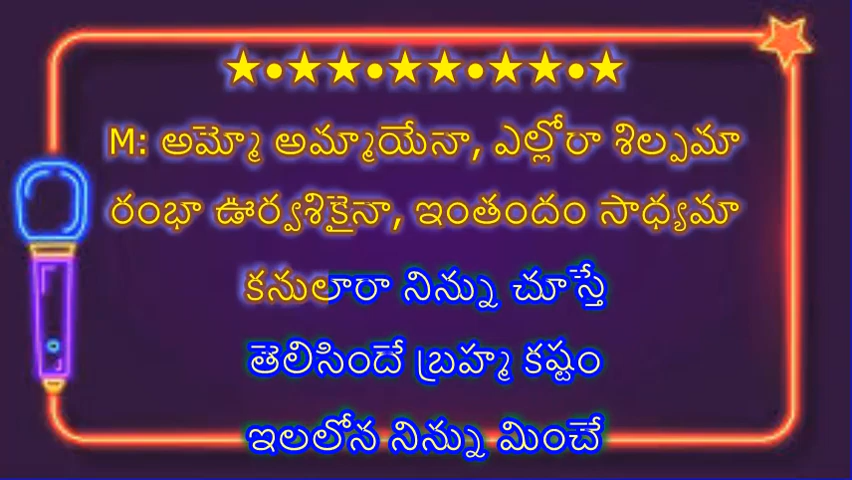 ★•★★•★★•★★•★
M: అమ్మో అమ్మాయేనా, ఎల్లోరా శిల్పమా
రంభా ఊర్వశికైనా, ఇంతందం సాధ్యమా
కనులారా నిన్ను చూస్తే
తెలిసిందే బ్రహ్మ కష్టం
ఇలలోన నిన్ను మించే